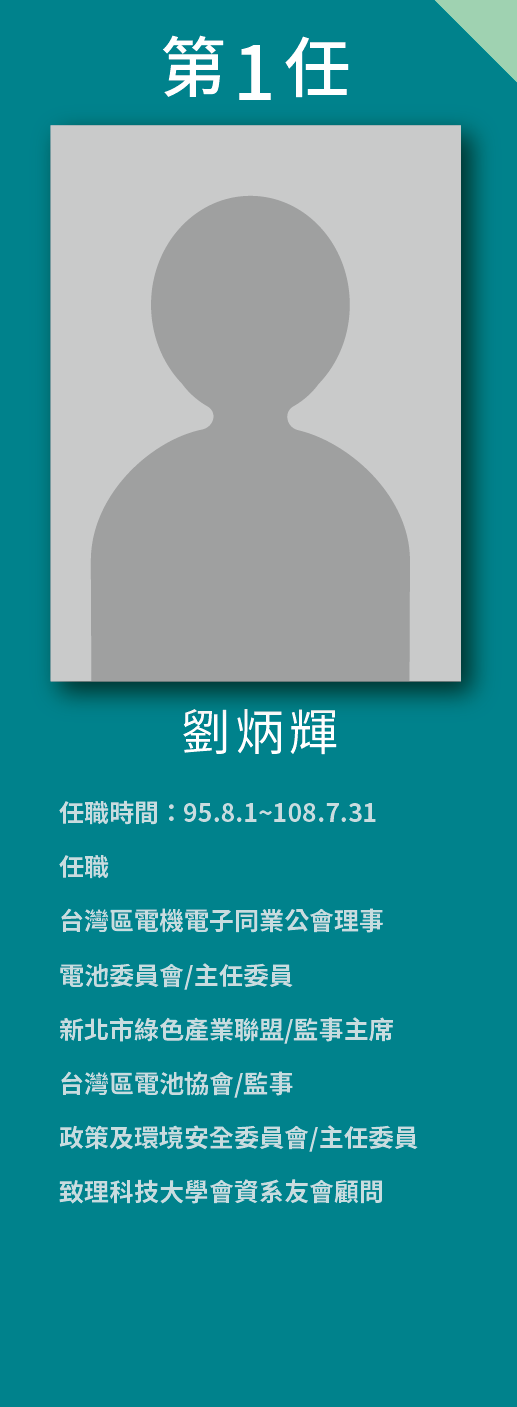 第1任
劉炳輝
任職時間：95.8.1~108.7.31
任職
台灣區電機電子同業公會理事
電池委員會/主任委員
新北市綠色產業聯盟/監事主席
台灣區電池協會/監事
政策及環境安全委員會/主任委員
致理科技大學會資系友會顧問